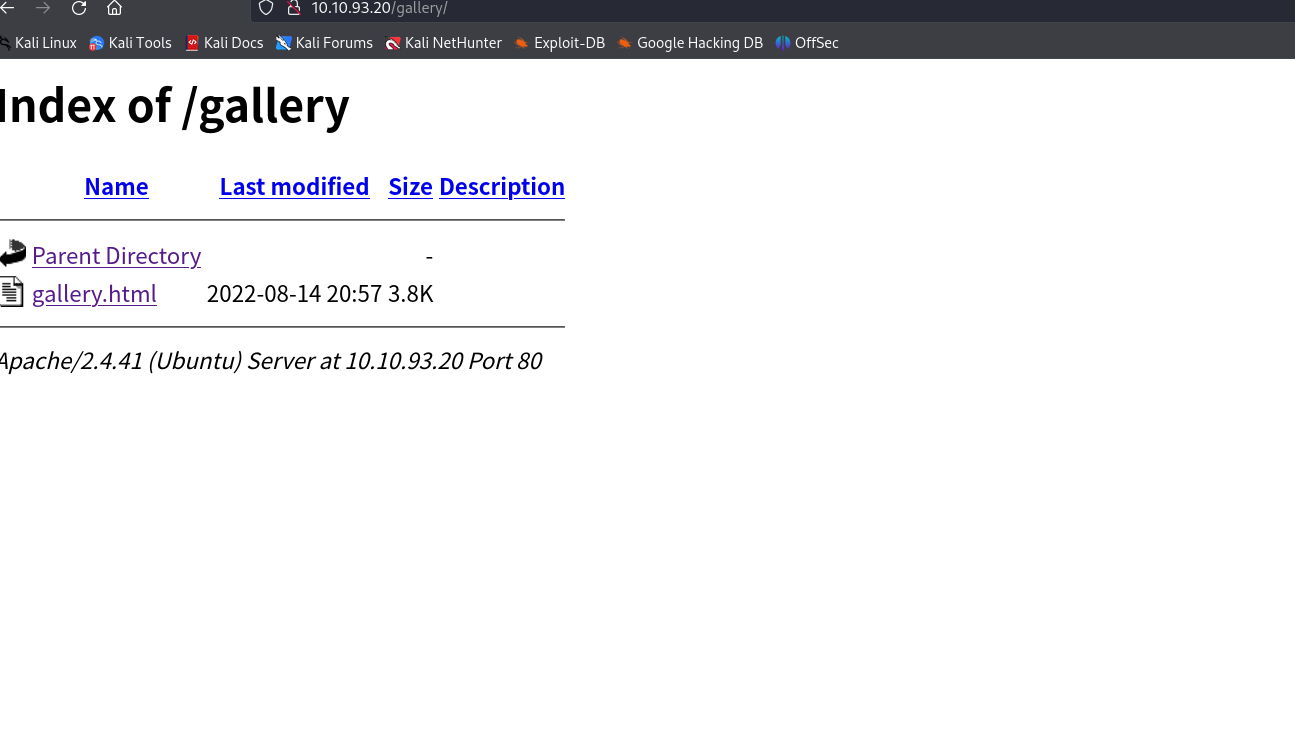 10.10.93.20/gallery/
Kali Linux Kali Tools Kali Docs Kali Forums Kali NetHunter Exploit-DB Google Hacking DB OffSec
Index of /gallery
Name Last modified Size Description
Parent Directory -
gallery.html 2022-08-14 20:57 3.8K
Apache/2.4.41 (Ubuntu) Server at 10.10.93.20 Port 80